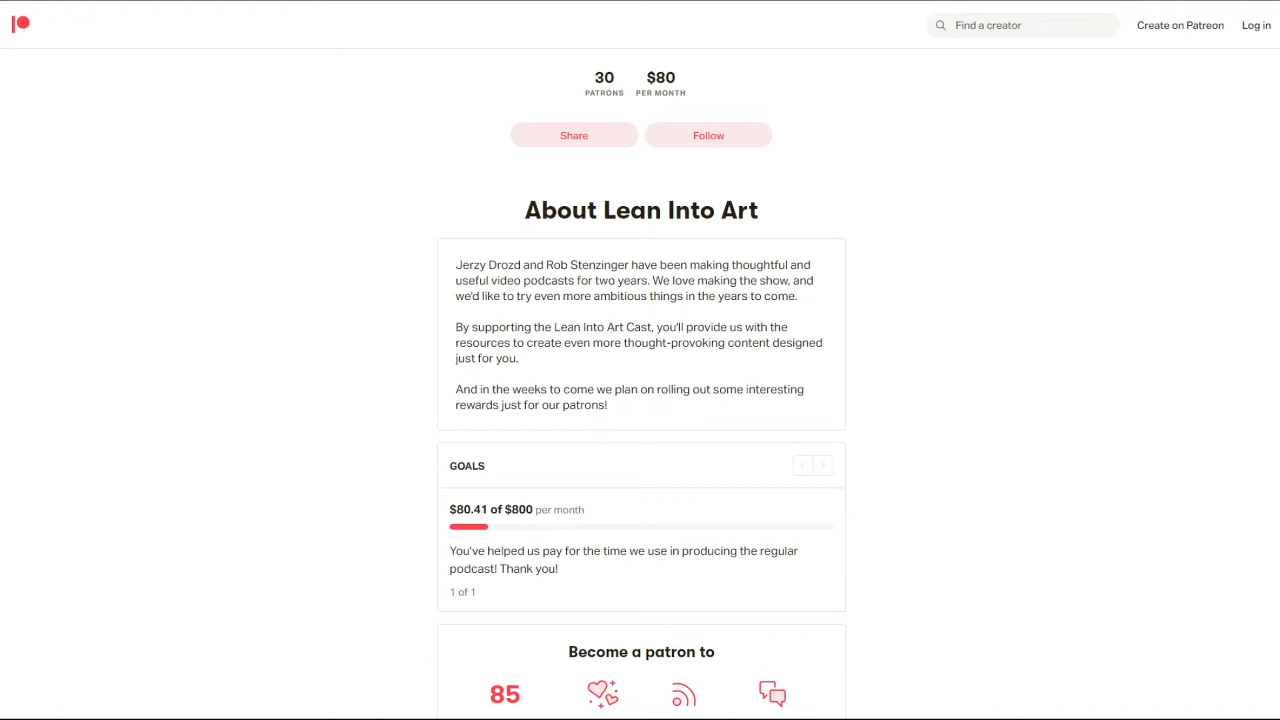 Find a creator
Create on Patreon
Log in
30
$80
PATRONS
PER MONTH
Share
Follow
About Lean Into Art
Jerzy Drozd and Rob Stenzinger have been making thoughtful and
useful video podcasts for two years. We love making the show, and
we'd like to try even more ambitious things in the years to come.
By supporting the Lean Into Art Cast, you'll provide us with the
resources to create even more thought-provoking content designed
just for you.
And in the weeks to come we plan on rolling out some interesting
rewards just for our patrons!
GOALS
$80.41 of $800 per month
You've helped us pay for the time we use in producing the regular
podcast! Thank you!
1 of 1
Become a patron to
85